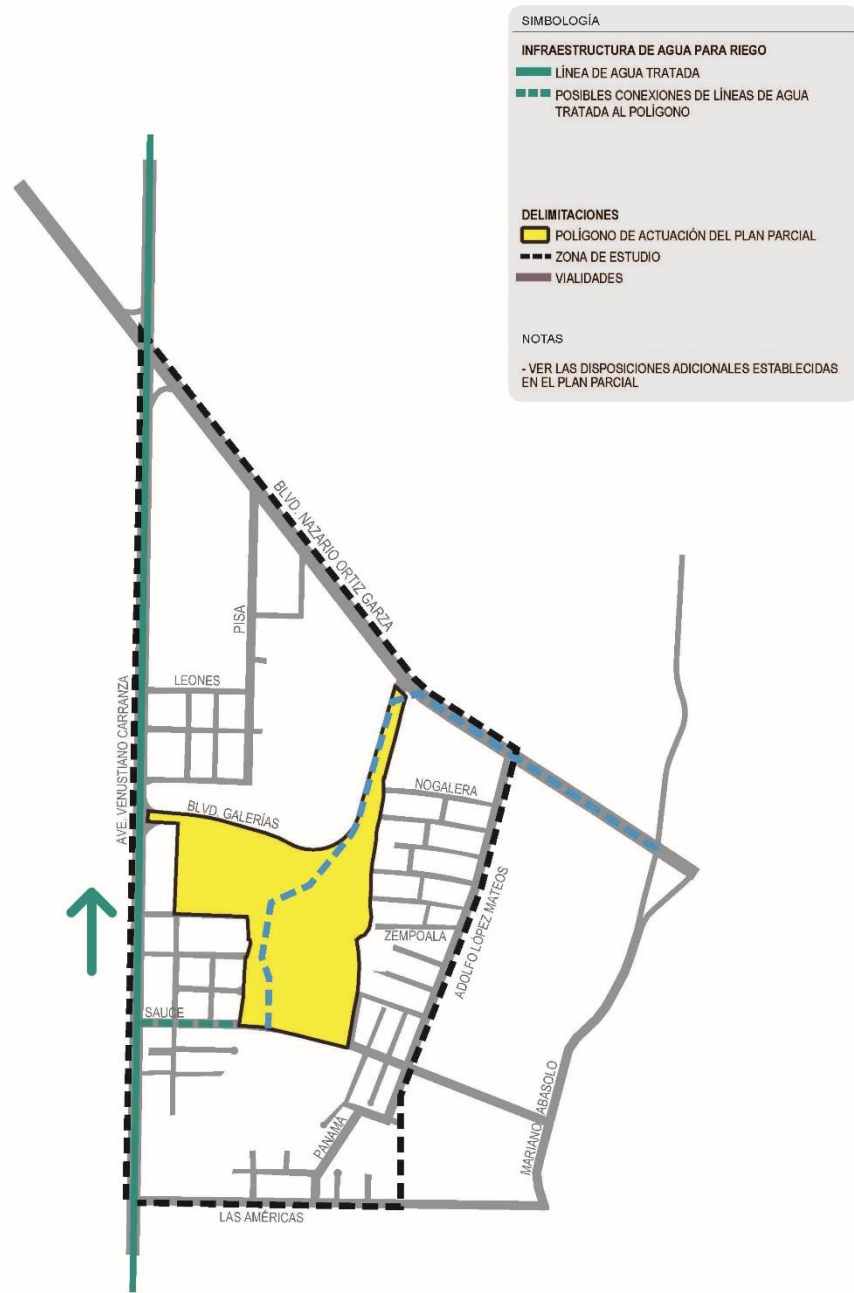 SIMBOLOGÍA
INFRAESTRUCTURA DE AGUA PARA RIEGO
LÍNEA DE AGUA TRATADA
POSIBLES CONEXIONES DE LÍNEAS DE AGUA
TRATADA AL POLÍGONO
DELIMITACIONES
POLÍGONO DE ACTUACIÓN DEL PLAN PARCIAL
ZONA DE ESTUDIO
VIALIDADES
NOTAS
- VER LAS DISPOSICIONES ADICIONALES ESTABLECIDAS
EN EL PLAN PARCIAL
BLVD. NAZARIO ORTIZ GARZA
PISA
LEONES
AVE. VENUSTIANO CARRANZA
BLVD. GALERÍAS
NOGALERA
ZEMPOALA
ADOLFO LÓPEZ MATEOS
SAUCE
MARIANO ABASOLO
PANAMÁ
LAS AMÉRICAS